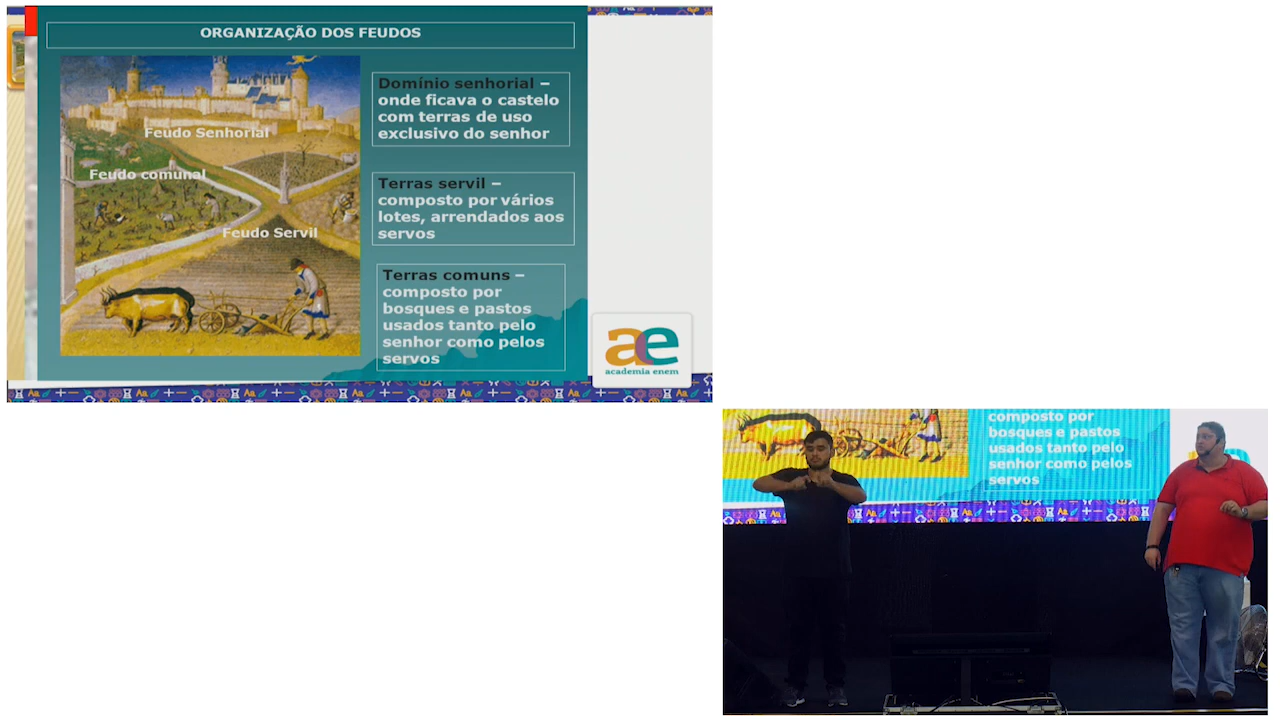 ORGANIZAÇÃO DOS FEUDOS
Feudo Senhorial
Feudo comunal
Feudo Servil
Domínio senhorial –
onde ficava o castelo
com terras de uso
exclusivo do senhor
Terras servil –
composto por vários
lotes, arrendados aos
servos
Terras comuns –
composto por
bosques e pastos
usados tanto pelo
senhor como pelos
servos
ae
academia enem
composto por
bosques e pastos
usados tanto pelo
senhor como pelos
servos